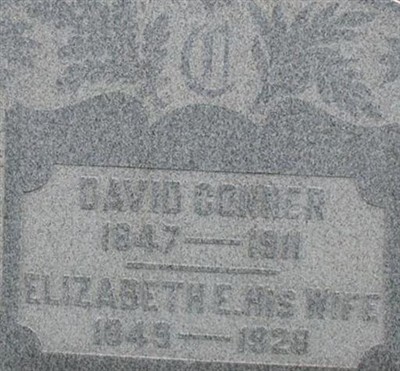 C
DAVID CONNER
1847—1911
ELIZABETH E. HIS WIFE
1849—1928